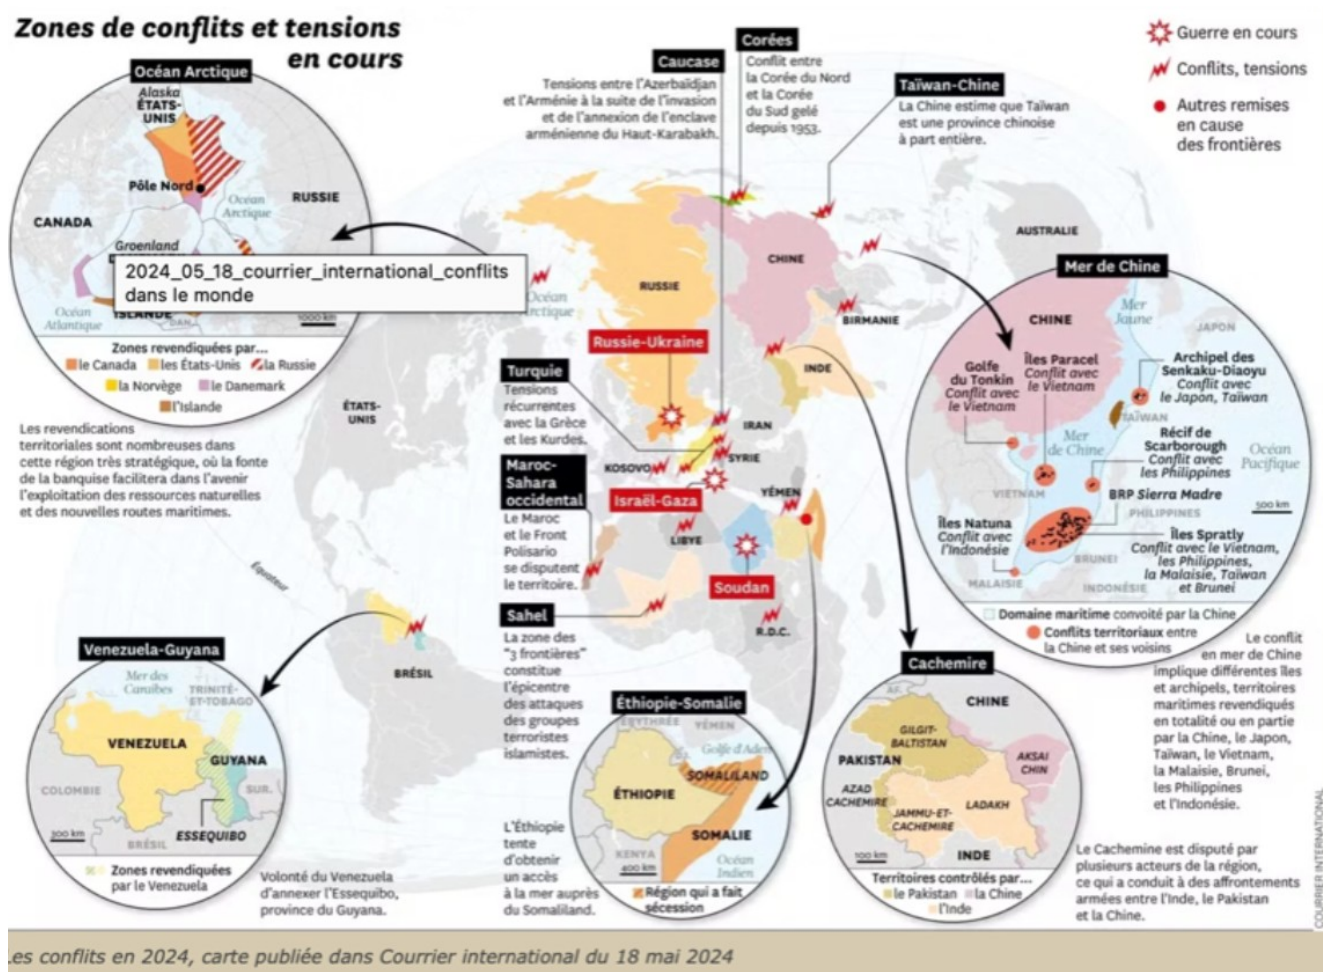 Zones de conflits et tensions
en cours
Guerre en cours
Conflits, tensions
Autres remises
en cause
des frontières
Océan Arctique
Alaska
ÉTATS-
UNIS
Pôle Nord
Océan
Arctique
RUSSIE
CANADA
Groenland
ISLANDE
DAN.
Océan
Atlantique
1000 km
2024_05_18_courrier_international_conflits
dans le monde
Zones revendiquées par...
le Canada
les États-Unis
la Russie
la Norvège
le Danemark
l'Islande
Les revendications
territoriales sont nombreuses dans
cette région très stratégique, où la fonte
de la banquise facilitera dans l'avenir
l'exploitation des ressources naturelles
et des nouvelles routes maritimes.
Caucase
Tensions entre l'Azerbaïdjan
et l'Arménie à la suite de l'invasion
et de l'annexion de l'enclave
arménienne du Haut-Karabakh.
Corées
Conflit entre
la Corée du Nord
et la Corée
du Sud gelé
depuis 1953.
Taïwan-Chine
La Chine estime que Taïwan
est une province chinoise
à part entière.
AUSTRALIE
CHINE
RUSSIE
Océan
Arctique
BIRMANIE
INDE
IRAN
SYRIE
KOSOVO
YÉMEN
LIBYE
R.D.C.
ÉTATS-
UNIS
BRÉSIL
Équateur
Russie-Ukraine
Israël-Gaza
Soudan
Turquie
Tensions
récurrentes
avec la Grèce
et les Kurdes.
Maroc-
Sahara
occidental
Le Maroc
et le Front
Polisario
se disputent
le territoire.
Sahel
La zone des
"3 frontières"
constitue
l'épicentre
des attaques
des groupes
terroristes
islamistes.
Mer de Chine
CHINE
Mer
Jaune
JAPON
Golfe
du Tonkin
Conflit avec
le Vietnam
Îles Paracel
Conflit avec
le Vietnam
Archipel des
Senkaku-Diaoyu
Conflit avec
le Japon, Taïwan
TAÏWAN
Mer
de Chine
Récif de
Scarborough
Conflit avec
les Philippines
Océan
Pacifique
VIETNAM
BRP Sierra Madre
PHILIPPINES
500 km
Îles Natuna
Conflit avec
l'Indonésie
Îles Spratly
Conflit avec le Vietnam,
les Philippines,
la Malaisie, Taïwan
et Brunei
BRUNEI
MALAISIE
INDONÉSIE
Domaine maritime convoité par la Chine
Conflits territoriaux entre
la Chine et ses voisins
Le conflit
en mer de Chine
implique différentes îles
et archipels, territoires
maritimes revendiqués
en totalité ou en partie
par la Chine, le Japon,
Taïwan, le Vietnam,
la Malaisie, Brunei,
les Philippines
et l'Indonésie.
Venezuela-Guyana
Mer des
Caraïbes
TRINITÉ-
ET-TOBAGO
VENEZUELA
GUYANA
COLOMBIE
SUR.
ESSEQUIBO
300 km
BRÉSIL
Zones revendiquées
par le Venezuela
Volonté du Venezuela
d'annexer l'Essequibo,
province du Guyana.
Éthiopie-Somalie
ÉRYTHRÉE
YÉMEN
Golfe d'Aden
SOMALILAND
ÉTHIOPIE
SOMALIE
KENYA
400 km
Océan
Indien
Région qui a fait
sécession
L'Éthiopie
tente
d'obtenir
un accès
à la mer auprès
du Somaliland.
Cachemire
AF.
CHINE
GILGIT-
BALTISTAN
PAKISTAN
AKSAI
CHIN
AZAD
CACHEMIRE
LADAKH
JAMMU-ET-
CACHEMIRE
100 km
INDE
Territoires contrôlés par...
le Pakistan
la Chine
l'Inde
Le Cachemine est disputé par
plusieurs acteurs de la région,
ce qui a conduit à des affrontements
armées entre l'Inde, le Pakistan
et la Chine.
COURRIER INTERNATIONAL
Les conflits en 2024, carte publiée dans Courrier international du 18 mai 2024